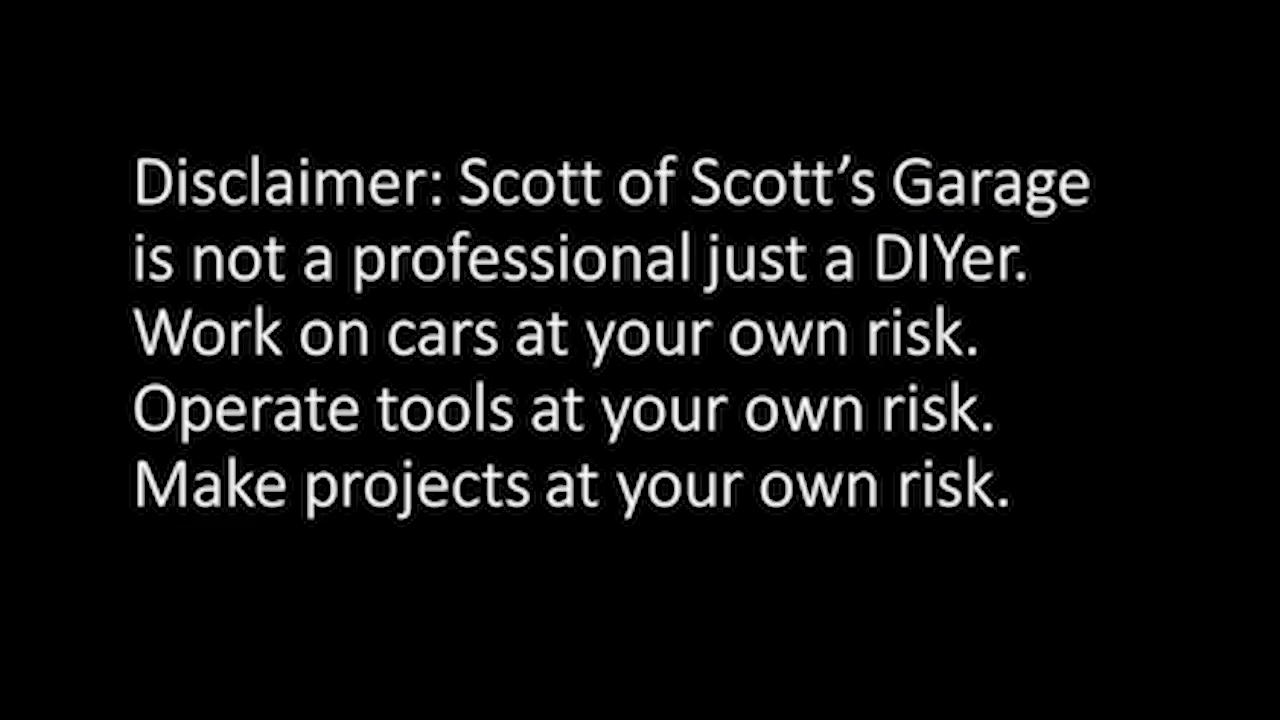 Disclaimer: Scott of Scott’s Garage
is not a professional just a DIYer.
Work on cars at your own risk.
Operate tools at your own risk.
Make projects at your own risk.